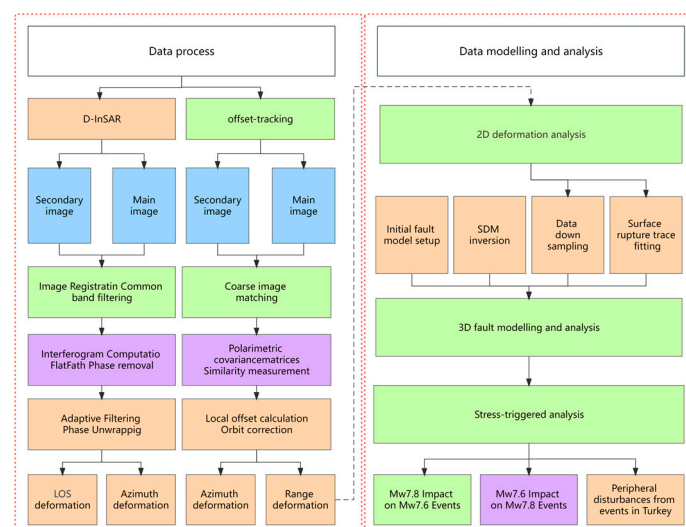 Data process
D-InSAR
offset-tracking
Secondary
image
Main
image
Secondary
image
Main
image
Image Registratin Common
band filtering
Coarse image
matching
Interferogram Computatio
FlatFath Phase removal
Polarimetric
covariancematrices
Similarity measurement
Adaptive Filtering
Phase Unwrappig
Local offset calculation
Orbit correction
LOS
deformation
Azimuth
deformation
Azimuth
deformation
Range
deformation
Data modelling and analysis
2D deformation analysis
Initial fault
model setup
SDM
inversion
Data
down
sampling
Surface
rupture trace
fitting
3D fault modelling and analysis
Stress-triggered analysis
Mw7.8 Impact
on Mw7.6 Events
Mw7.6 Impact
on Mw7.8 Events
Peripheral
disturbances from
events in Turkey